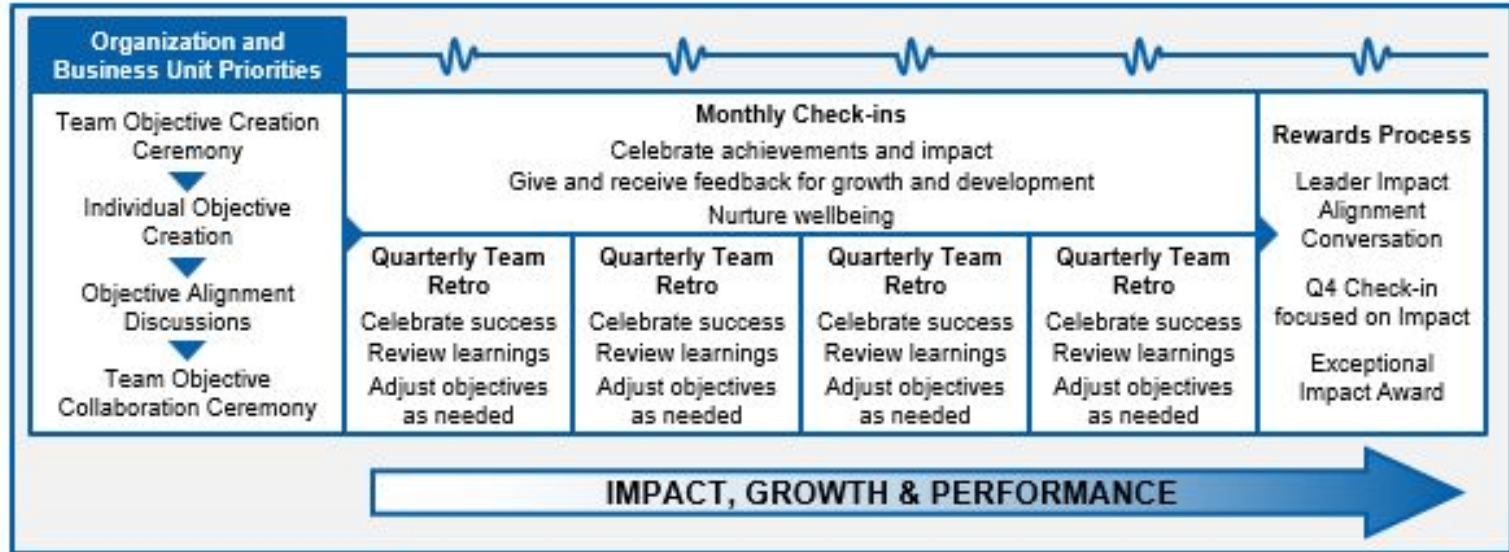 Organization and
Business Unit Priorities
Team Objective Creation
Ceremony
Individual Objective
Creation
Objective Alignment
Discussions
Team Objective
Collaboration Ceremony
Monthly Check-ins
Celebrate achievements and impact
Give and receive feedback for growth and development
Nurture wellbeing
Quarterly Team
Retro
Celebrate success
Review learnings
Adjust objectives
as needed
Quarterly Team
Retro
Celebrate success
Review learnings
Adjust objectives
as needed
Quarterly Team
Retro
Celebrate success
Review learnings
Adjust objectives
as needed
Quarterly Team
Retro
Celebrate success
Review learnings
Adjust objectives
as needed
Rewards Process
Leader Impact
Alignment
Conversation
Q4 Check-in
focused on Impact
Exceptional
Impact Award
IMPACT, GROWTH & PERFORMANCE